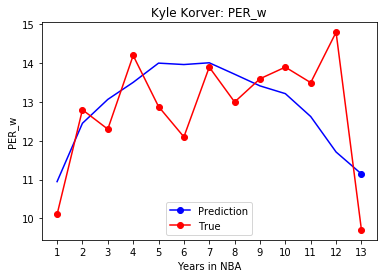 Kyle Korver: PER_w
15
14
13
12
11
10
PER_w
Prediction
True
1 2 3 4 5 6 7 8 9 10 11 12 13
Years in NBA